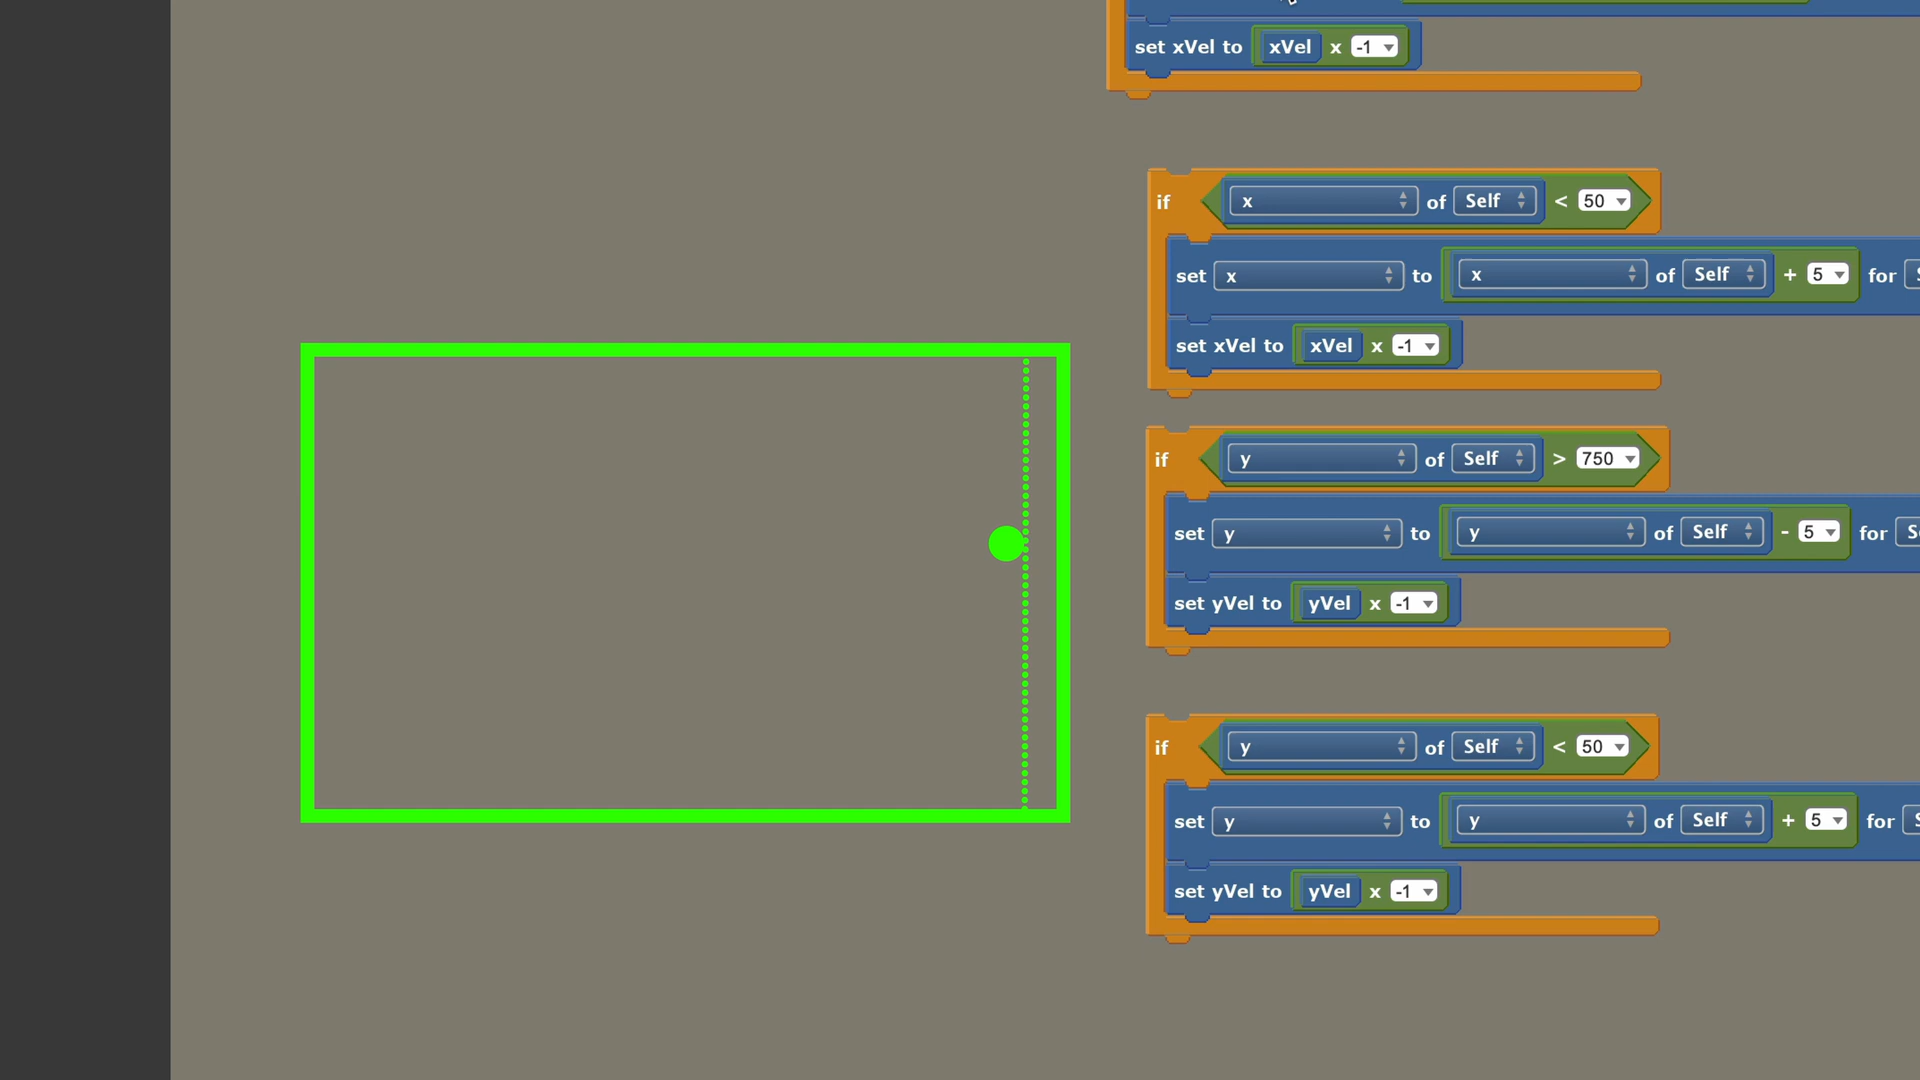 set xVel to xVel x -1
if x of Self < 50
set x to x of Self + 5 for
set xVel to xVel x -1
if y of Self > 750
set y to y of Self - 5 for
set yVel to yVel x -1
if y of Self < 50
set y to y of Self + 5 for
set yVel to yVel x -1